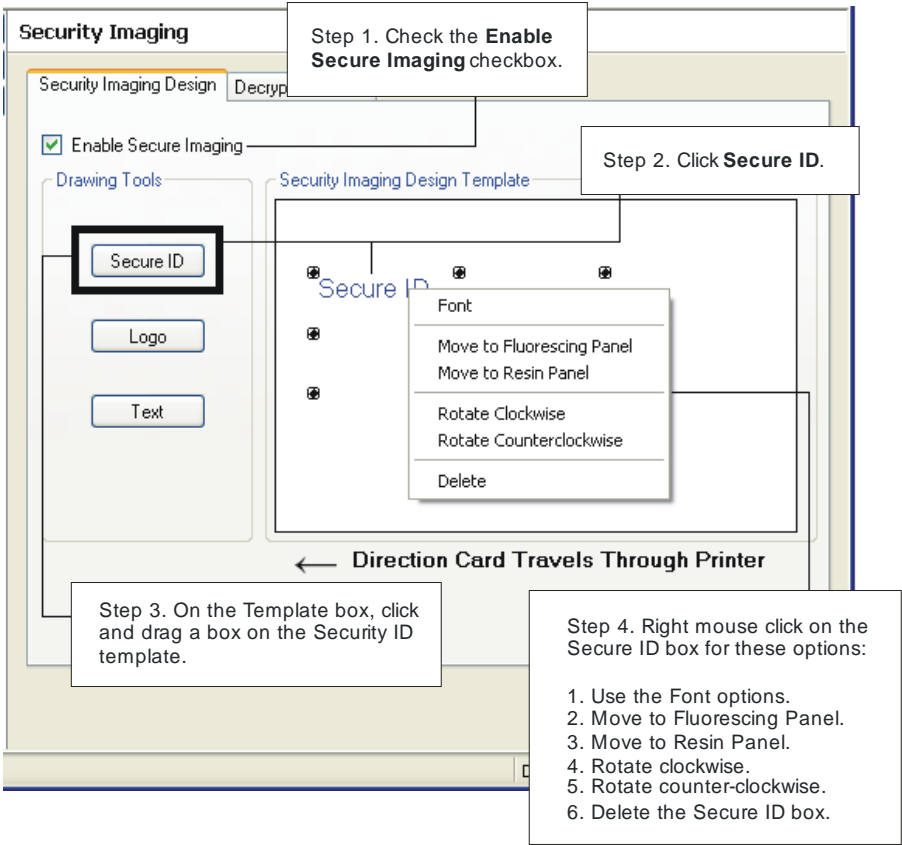 Security Imaging
Step 1. Check the Enable
Secure Imaging checkbox.
Security Imaging Design
Decryp
Enable Secure Imaging
Step 2. Click Secure ID.
Drawing Tools
Security Imaging Design Template
Secure ID
Logo
Text
Secure ID
Font
Move to Fluorescing Panel
Move to Resin Panel
Rotate Clockwise
Rotate Counterclockwise
Delete
← Direction Card Travels Through Printer
Step 3. On the Template box, click
and drag a box on the Security ID
template.
Step 4. Right mouse click on the
Secure ID box for these options:
1. Use the Font options.
2. Move to Fluorescing Panel.
3. Move to Resin Panel.
4. Rotate clockwise.
5. Rotate counter-clockwise.
6. Delete the Secure ID box.